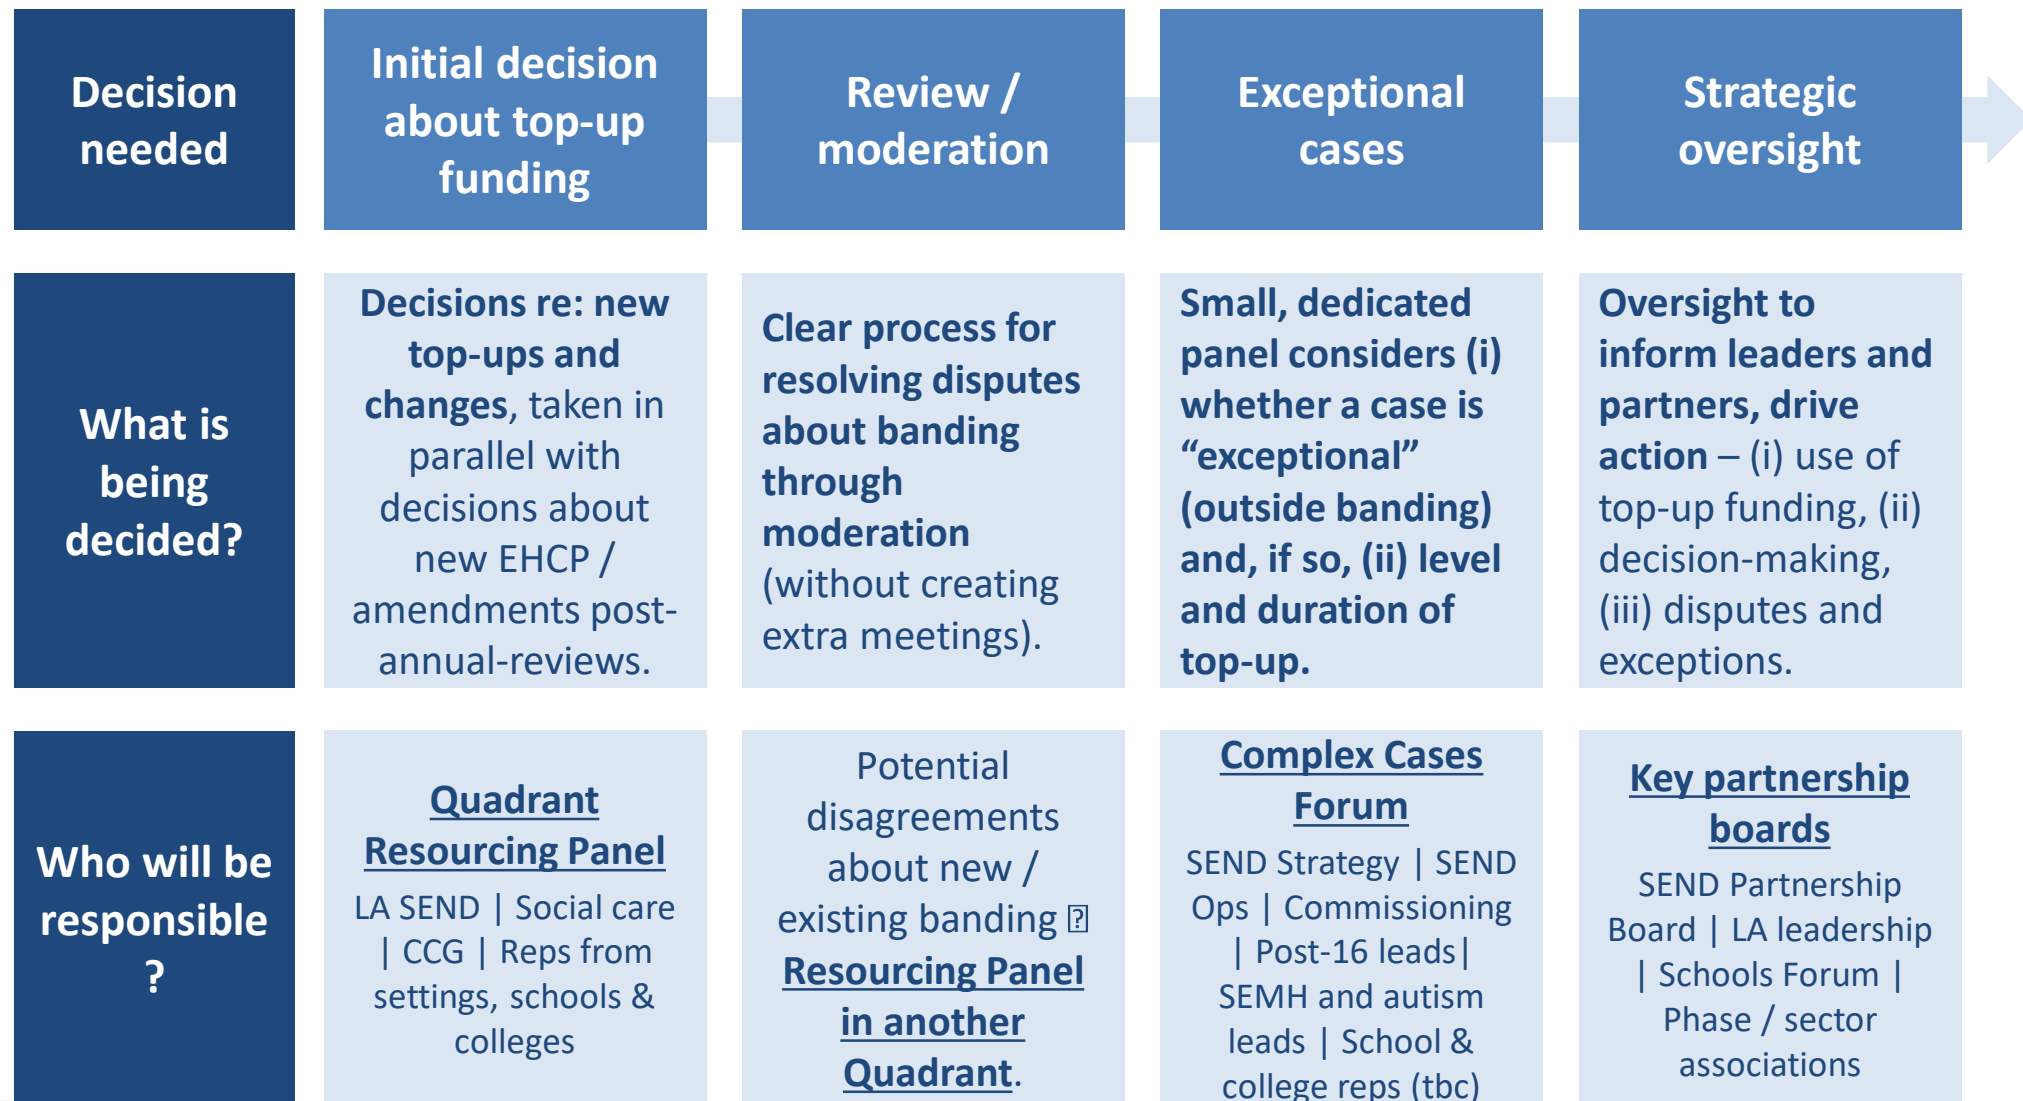 Decision
needed
Initial decision
about top-up
funding
Review /
moderation
Exceptional
cases
Strategic
oversight
What is
being
decided?
Decisions re: new
top-ups and
changes, taken in
parallel with
decisions about
new EHCP /
amendments post-
annual-reviews.
Clear process for
resolving disputes
about banding
through
moderation
(without creating
extra meetings).
Small, dedicated
panel considers (i)
whether a case is
“exceptional”
(outside banding)
and, if so, (ii) level
and duration of
top-up.
Oversight to
inform leaders and
partners, drive
action – (i) use of
top-up funding, (ii)
decision-making,
(iii) disputes and
exceptions.
Who will be
responsible
?
Quadrant
Resourcing Panel
LA SEND | Social care
| CCG | Reps from
settings, schools &
colleges
Potential
disagreements
about new /
existing banding 
Resourcing Panel
in another
Quadrant.
Complex Cases
Forum
SEND Strategy | SEND
Ops | Commissioning
| Post-16 leads|
SEMH and autism
leads | School &
college reps (tbc)
Key partnership
boards
SEND Partnership
Board | LA leadership
| Schools Forum |
Phase / sector
associations